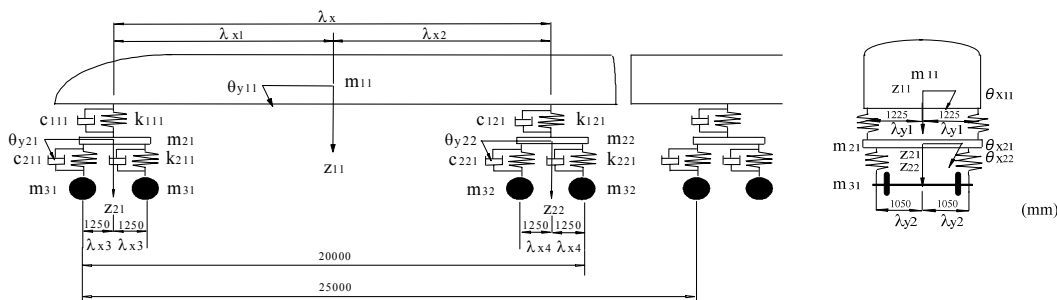 λx
λx1 λx2
m11
θy11
c111 k111 c121 k121
θy21 m21 θy22 m22
c211 k211 z11 c221 k221
m31 m31 m32 m32
z21 z22
1250 1250 1250 1250
λx3 λx3 λx4 λx4
20000
25000
m11
z11 θx11
1225 1225
λy1 λy1
m21 z21 θx21
z22 θx22
m31
1050 1050
λy2 λy2
(mm)